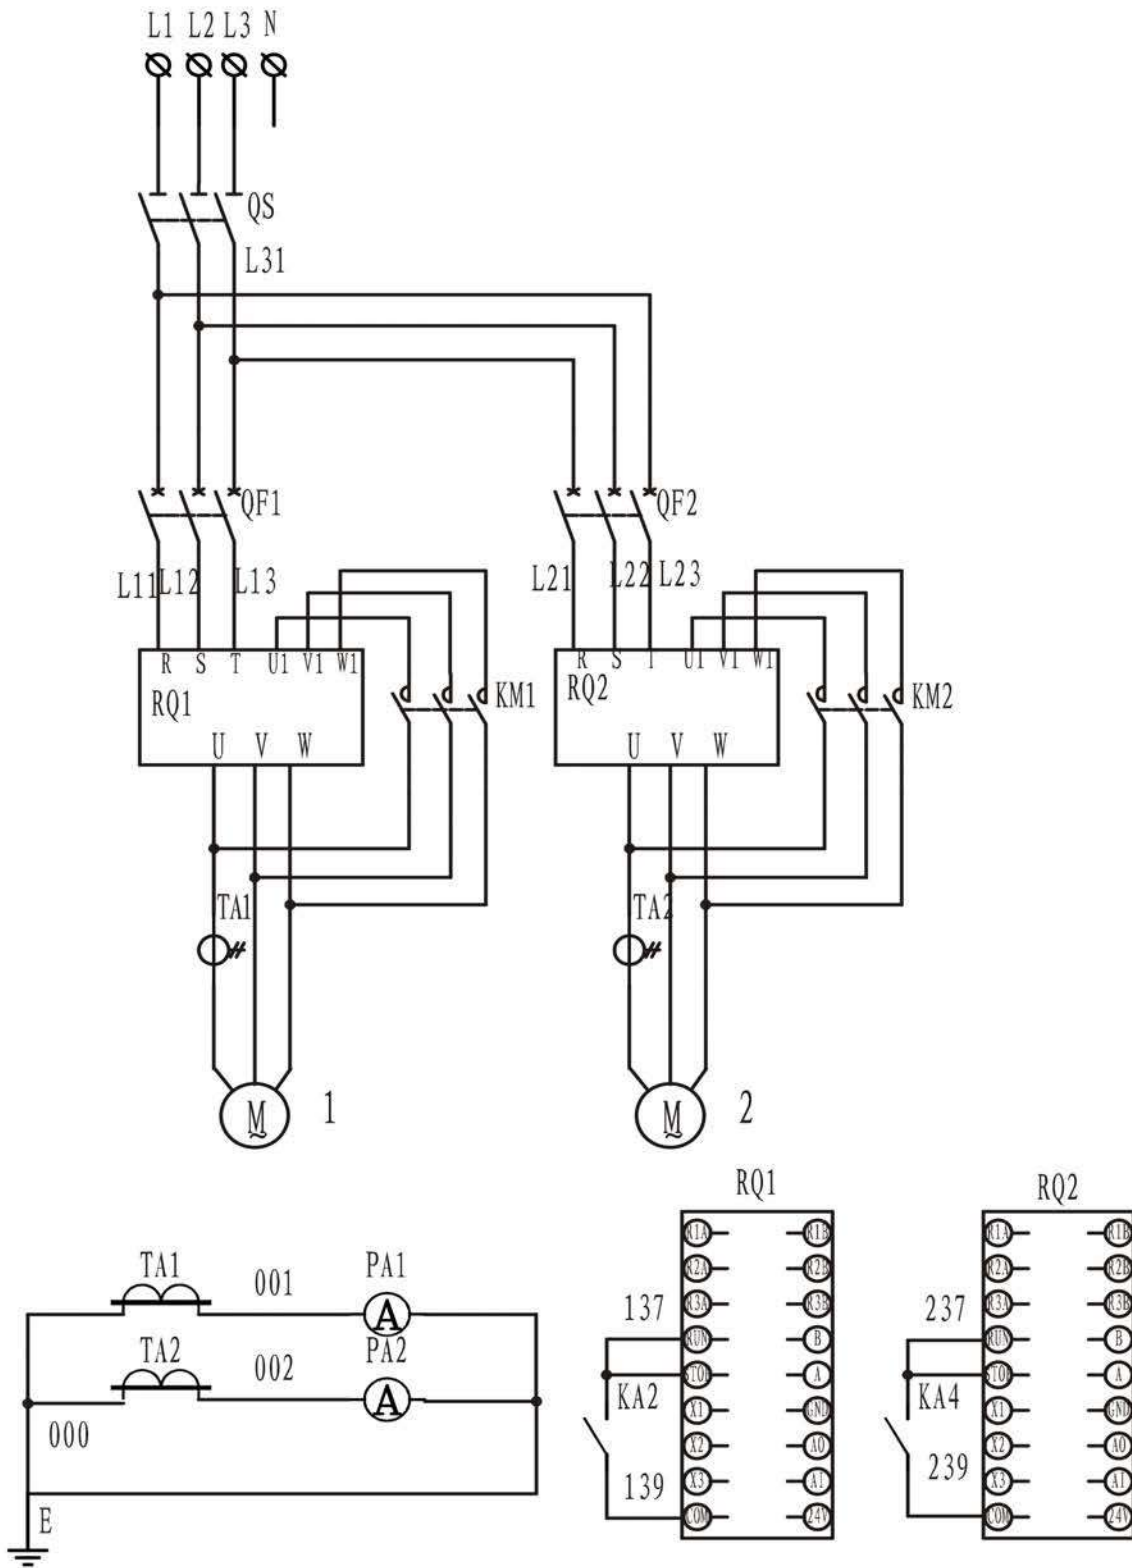 L1 L2 L3 N
QS
L31
QF1 QF2
L11 L12 L13 L21 L22 L23
R S T U1 V1 W1 R S T U1 V1 W1
RQ1 KM1 RQ2 KM2
U V W U V W
TA1 TA2
M 1 M 2
RQ1 RQ2
R1A R1B R1A R1B
TA1 001 PA1 R2A R2B R2A R2B
A 137 R3A R3B 237 R3A R3B
TA2 002 PA2 RUN B RUN B
A KA2 STOP A KA4 STOP A
000 X1 GND X1 GND
X2 AO X2 AO
139 X3 AI 239 X3 AI
E COM 24V COM 24V